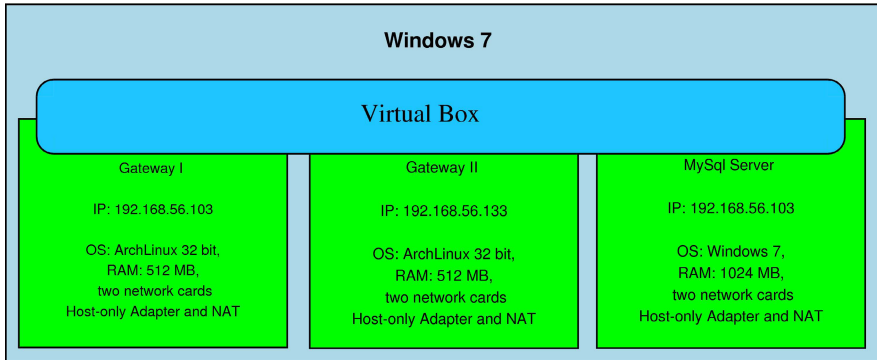 Windows 7
Virtual Box
Gateway I
IP: 192.168.56.103
OS: ArchLinux 32 bit,
RAM: 512 MB,
two network cards
Host-only Adapter and NAT
Gateway II
IP: 192.168.56.133
OS: ArchLinux 32 bit,
RAM: 512 MB,
two network cards
Host-only Adapter and NAT
MySql Server
IP: 192.168.56.103
OS: Windows 7,
RAM: 1024 MB,
two network cards
Host-only Adapter and NAT